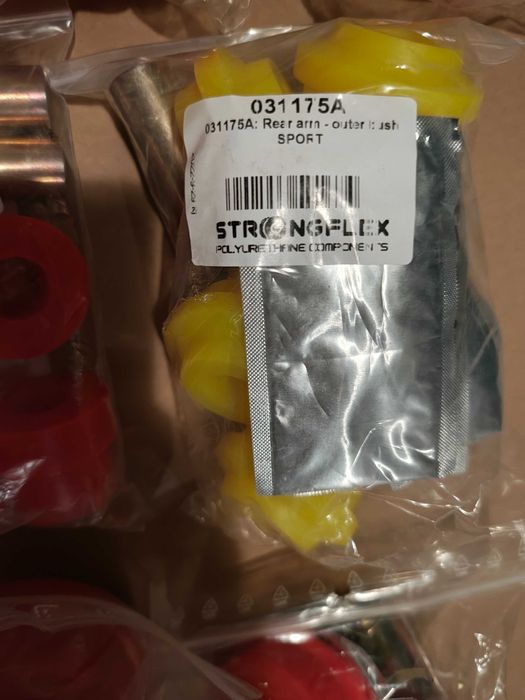 031175A
031175A: Rear arm - outer bush
SPORT
STRONGFLEX
POLYURETHANE COMPONENTS